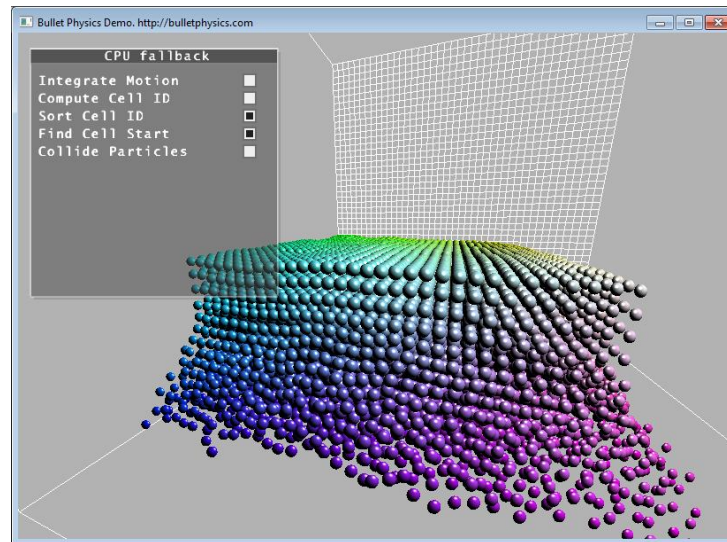 Bullet Physics Demo. http://bulletphysics.com
CPU fallback
Integrate Motion
Compute Cell ID
Sort Cell ID
Find Cell Start
Collide Particles